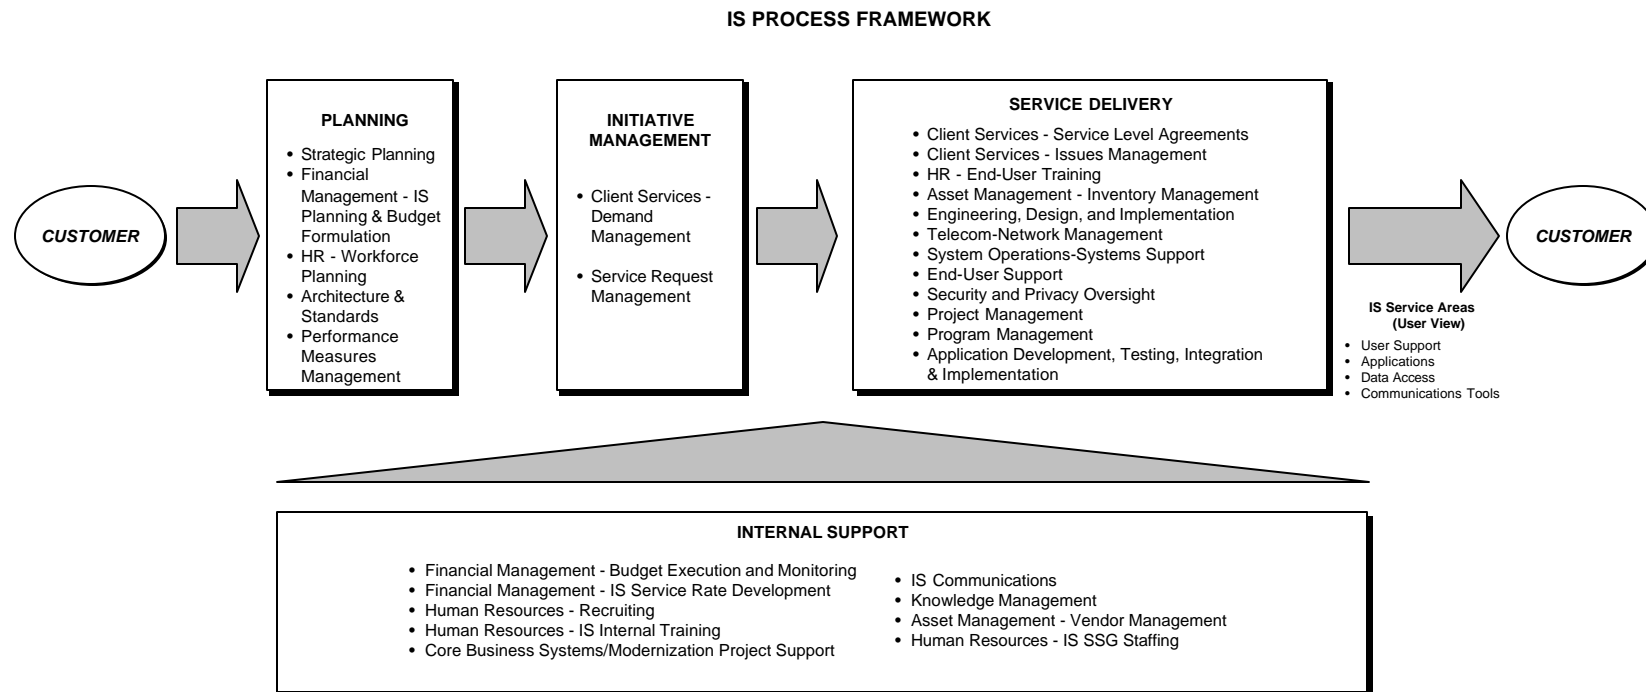 IS PROCESS FRAMEWORK
CUSTOMER
PLANNING
• Strategic Planning
• Financial
Management - IS
Planning & Budget
Formulation
• HR - Workforce
Planning
• Architecture &
Standards
• Performance
Measures
Management
INITIATIVE
MANAGEMENT
• Client Services -
Demand
Management
• Service Request
Management
SERVICE DELIVERY
• Client Services - Service Level Agreements
• Client Services - Issues Management
• HR - End-User Training
• Asset Management - Inventory Management
• Engineering, Design, and Implementation
• Telecom-Network Management
• System Operations-Systems Support
• End-User Support
• Security and Privacy Oversight
• Project Management
• Program Management
• Application Development, Testing, Integration
& Implementation
CUSTOMER
IS Service Areas
(User View)
• User Support
• Applications
• Data Access
• Communications Tools
INTERNAL SUPPORT
• Financial Management - Budget Execution and Monitoring
• Financial Management - IS Service Rate Development
• Human Resources - Recruiting
• Human Resources - IS Internal Training
• Core Business Systems/Modernization Project Support
• IS Communications
• Knowledge Management
• Asset Management - Vendor Management
• Human Resources - IS SSG Staffing